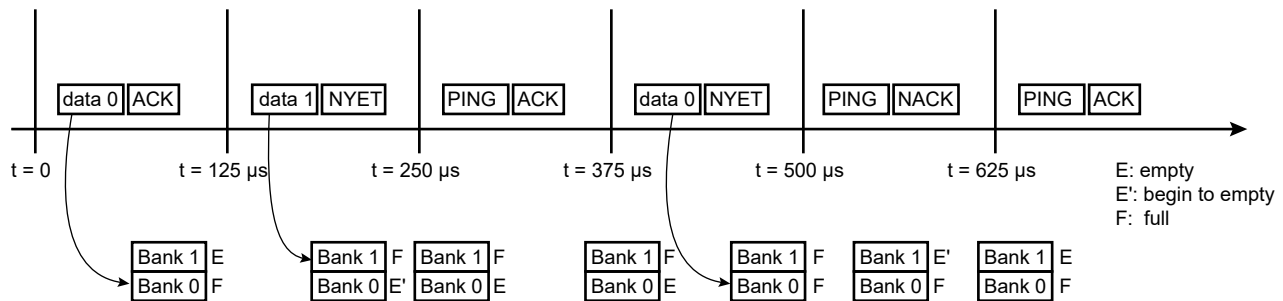 data 0 ACK data 1 NYET PING ACK data 0 NYET PING NACK PING ACK
t = 0 t = 125 μs t = 250 μs t = 375 μs t = 500 μs t = 625 μs
E: empty
E': begin to empty
F: full
Bank 1 E Bank 1 F Bank 1 F Bank 1 F Bank 1 F Bank 1 E' Bank 1 E
Bank 0 F Bank 0 E' Bank 0 E Bank 0 E Bank 0 F Bank 0 F Bank 0 F